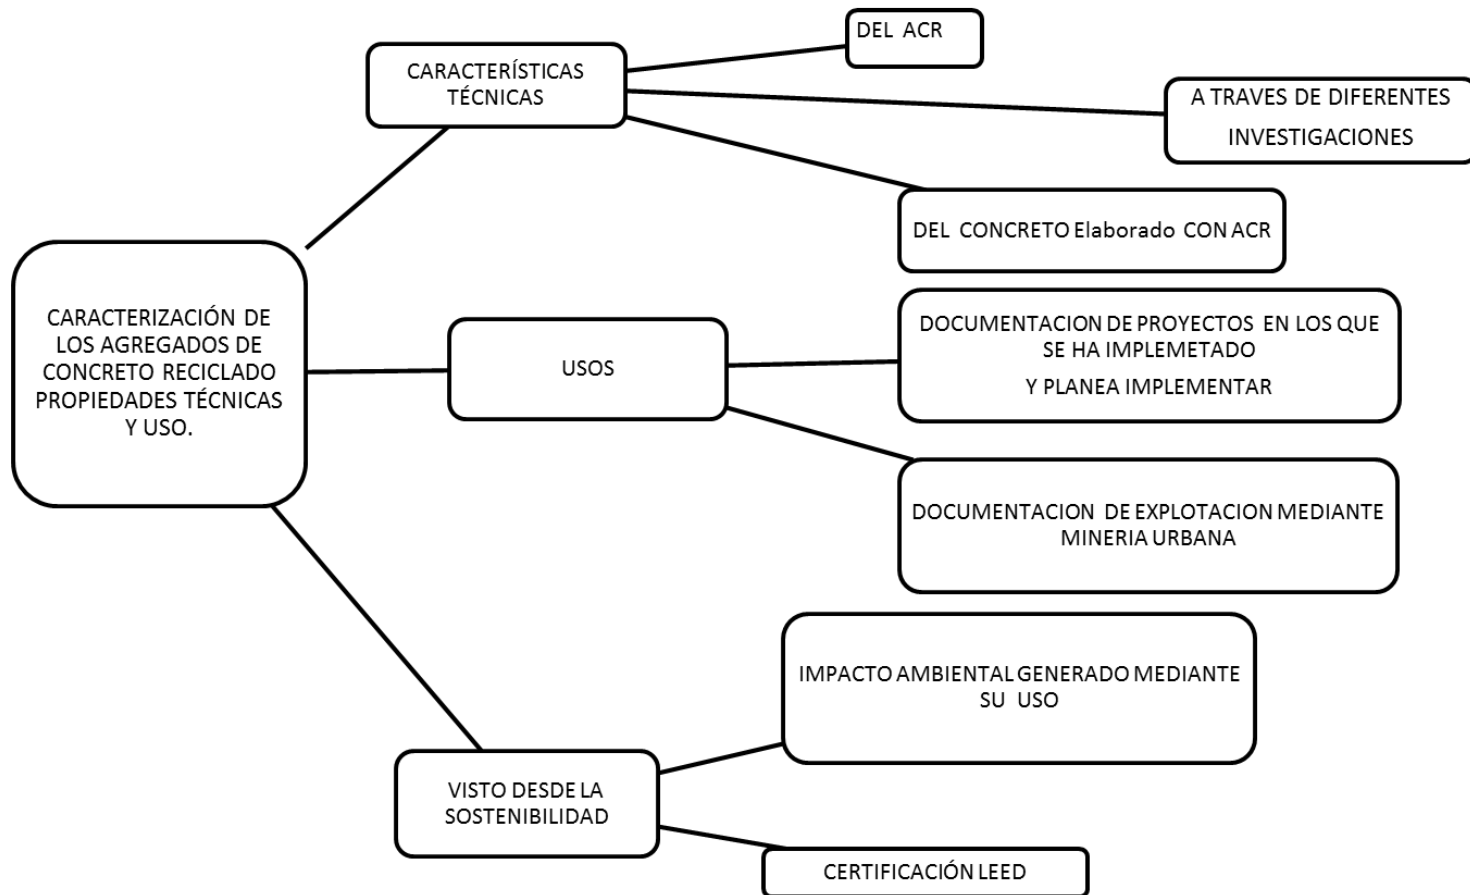 DEL ACR
CARACTERÍSTICAS
TÉCNICAS
A TRAVES DE DIFERENTES
INVESTIGACIONES
DEL CONCRETO Elaborado CON ACR
CARACTERIZACIÓN DE
LOS AGREGADOS DE
CONCRETO RECICLADO
PROPIEDADES TÉCNICAS
Y USO.
USOS
DOCUMENTACION DE PROYECTOS EN LOS QUE
SE HA IMPLEMETADO
Y PLANEA IMPLEMENTAR
DOCUMENTACION DE EXPLOTACION MEDIANTE
MINERIA URBANA
IMPACTO AMBIENTAL GENERADO MEDIANTE
SU USO
VISTO DESDE LA
SOSTENIBILIDAD
CERTIFICACIÓN LEED